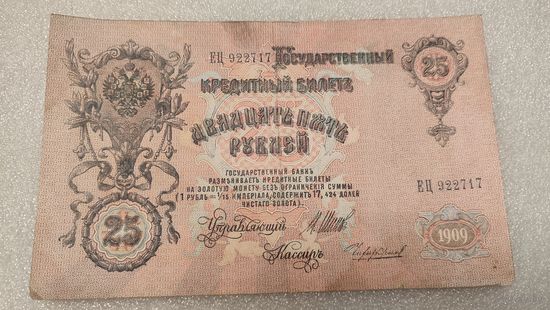 ЕЦ 922717 ГОСУДАРСТВЕННЫЙ 25
КРЕДИТНЫЙ БИЛЕТЪ
ДВАДЦАТЬ ПЯТЬ
РУБЛЕЙ
ГОСУДАРСТВЕННЫЙ БАНКЪ
РАЗМѢНИВАЕТЪ КРЕДИТНЫЕ БИЛЕТЫ
НА ЗОЛОТУЮ МОНЕТУ БЕЗЪ ОГРАНИЧЕНІЯ СУММЫ
(1 РУБЛЬ = 1/15 ИМПЕРІАЛА, СОДЕРЖИТЪ 17,424 ДОЛЕЙ
ЧИСТАГО ЗОЛОТА).
ЕЦ 922717
25
Управляющій
Кассиръ
1909